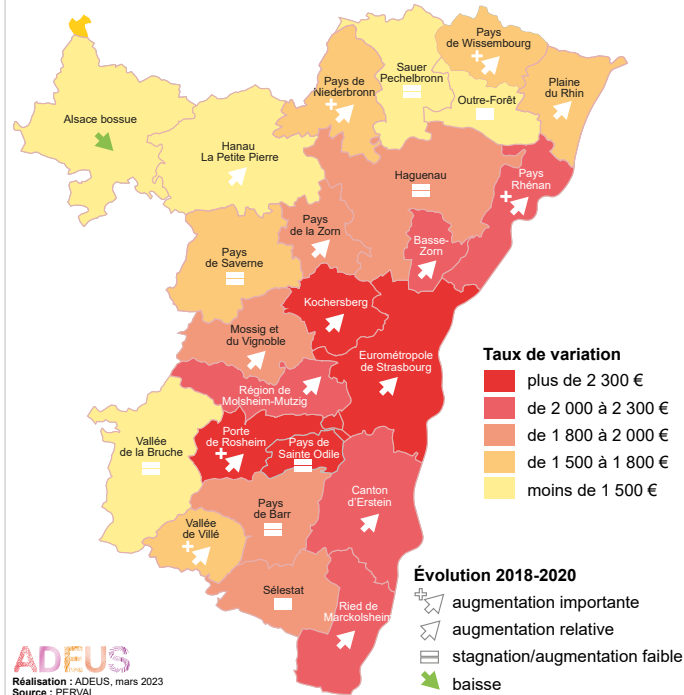 Pays
de Wissembourg
Sauer
Pechelbronn
Plaine
du Rhin
Pays de
Niederbronn
Outre-Forêt
Alsace bossue
Hanau
La Petite Pierre
Haguenau
Pays
Rhénan
Pays
de la Zorn
Basse-
Zorn
Pays
de Saverne
Kochersberg
Mossig et
du Vignoble
Eurométropole
de Strasbourg
Région de
Molsheim-Mutzig
Porte
de Rosheim
Pays de
Sainte Odile
Vallée
de la Bruche
Canton
d'Erstein
Pays
de Barr
Vallée
de Villé
Sélestat
Ried de
Marckolsheim
Taux de variation
plus de 2 300 €
de 2 000 à 2 300 €
de 1 800 à 2 000 €
de 1 500 à 1 800 €
moins de 1 500 €
Évolution 2018-2020
augmentation importante
augmentation relative
stagnation/augmentation faible
baisse
ADEUS
Réalisation : ADEUS, mars 2023
Source : PERVAL